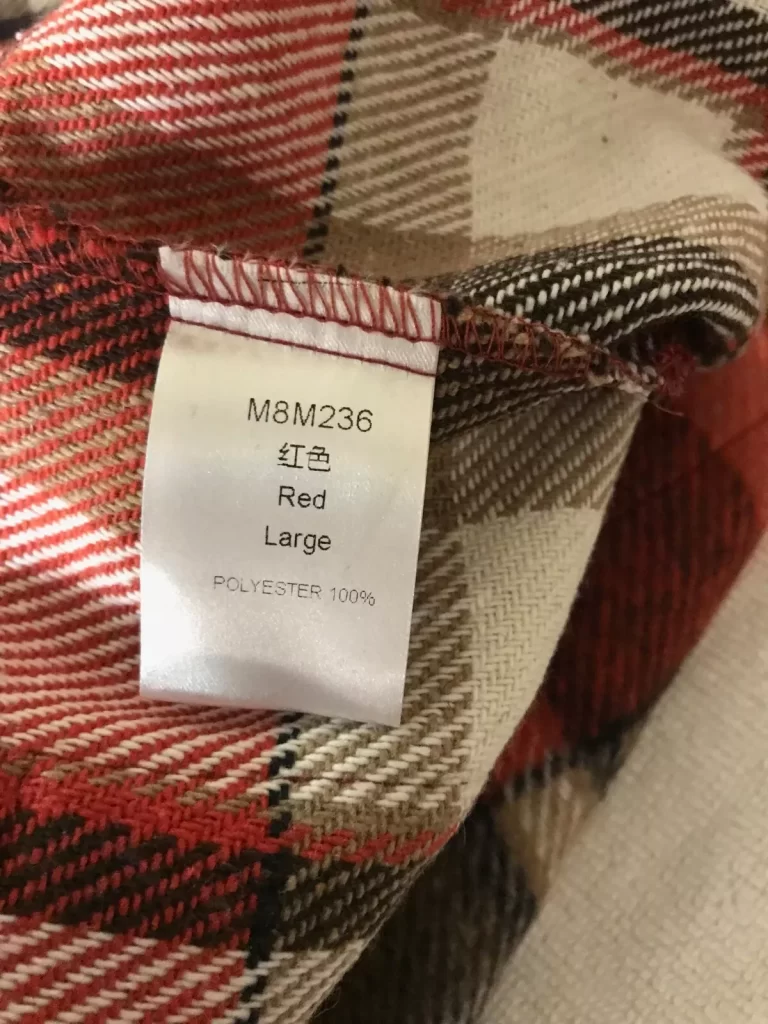 M8M236
红色
Red
Large
POLYESTER 100%